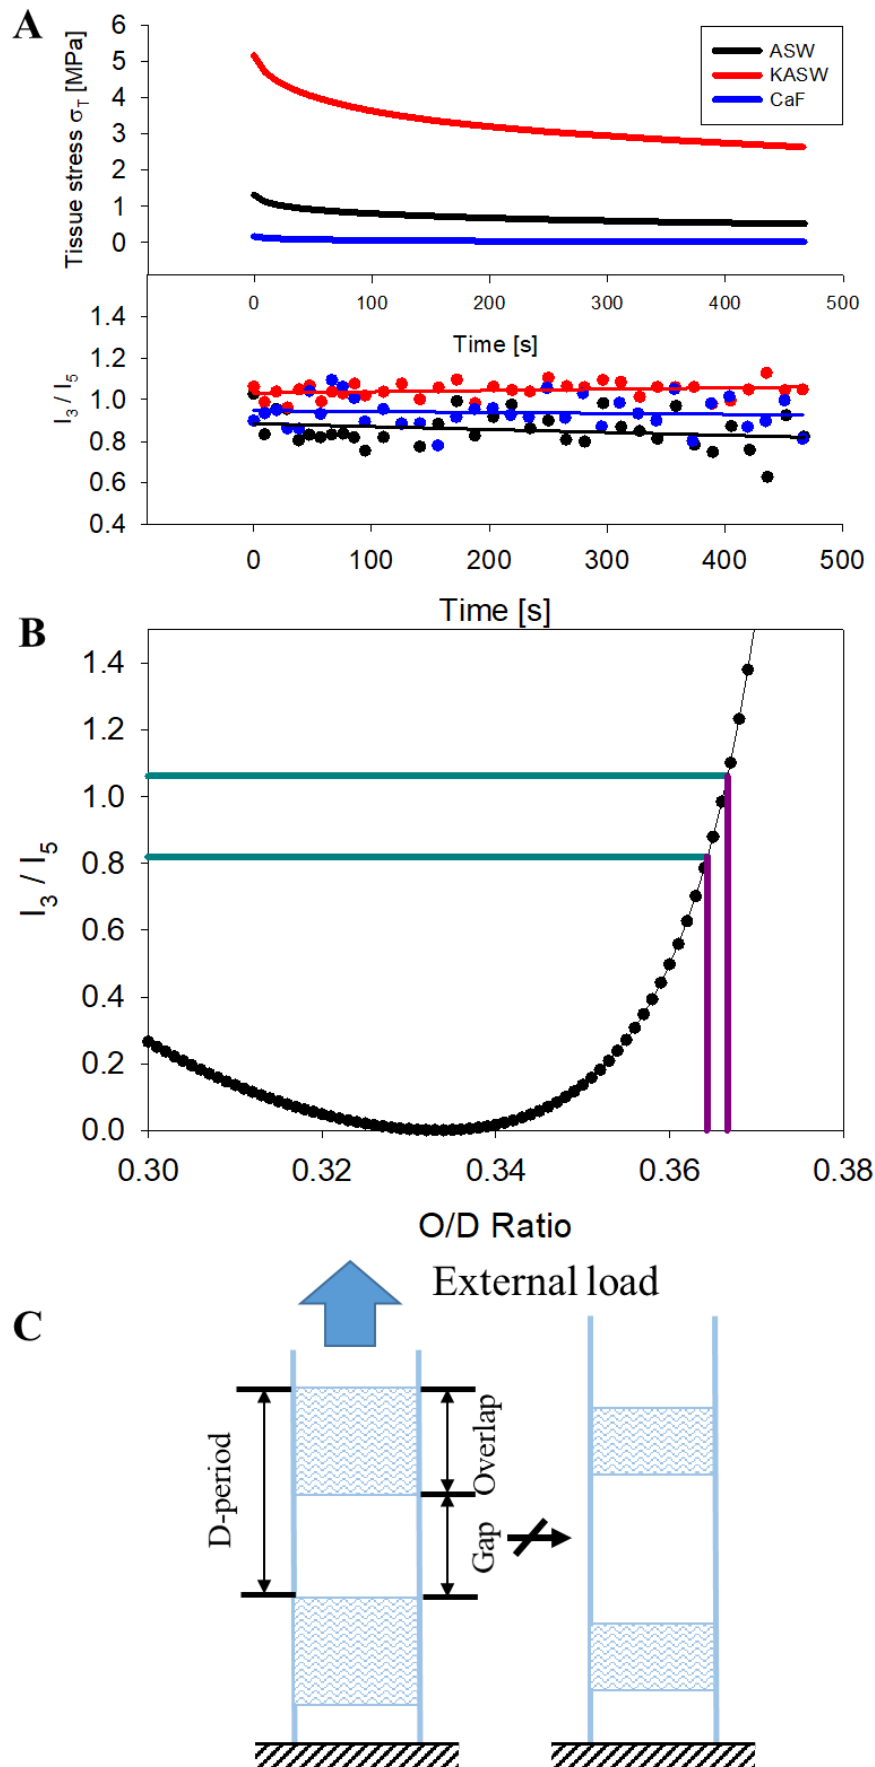 A
6
5
4
3
2
1
0
Tissue stress σT [MPa]
ASW
KASW
CaF
0 100 200 300 400 500
Time [s]
1.4
1.2
1.0
0.8
0.6
0.4
I3 / I5
0 100 200 300 400 500
Time [s]
B
1.4
1.2
1.0
0.8
0.6
0.4
0.2
0.0
I3 / I5
0.30 0.32 0.34 0.36 0.38
O/D Ratio
C
External load
D-period
Overlap
Gap